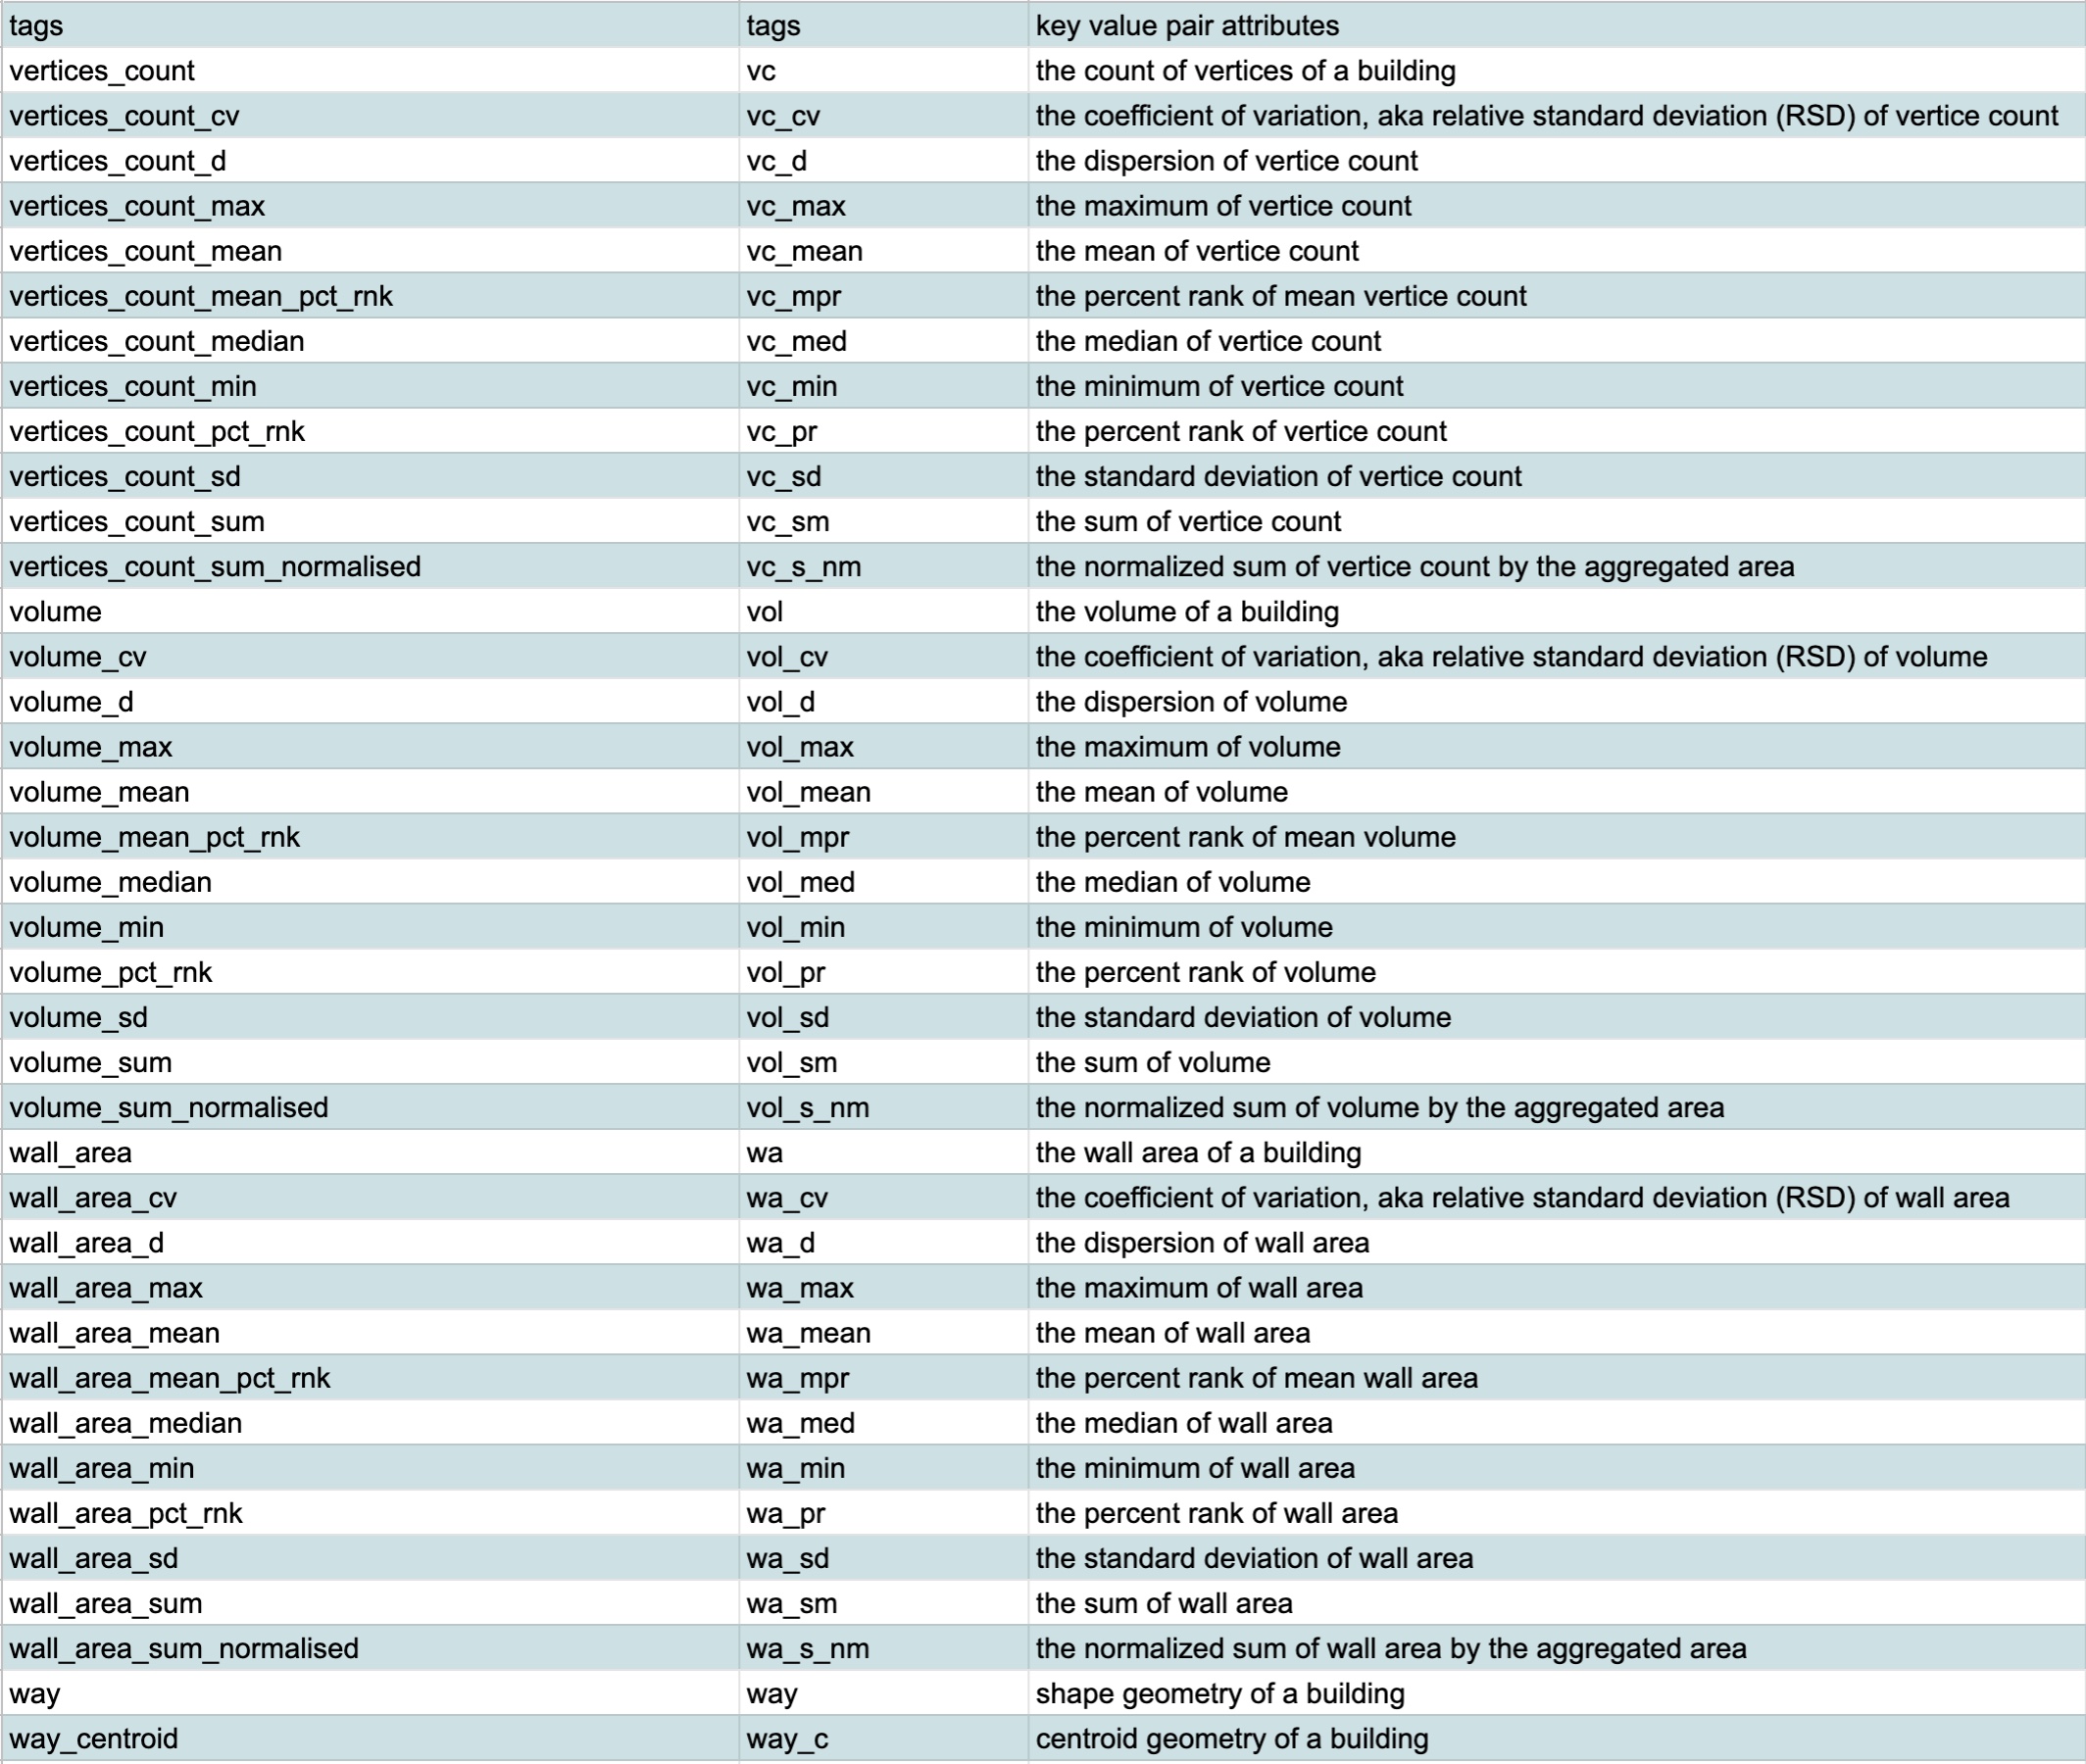 tags tags key value pair attributes
vertices_count vc the count of vertices of a building
vertices_count_cv vc_cv the coefficient of variation, aka relative standard deviation (RSD) of vertice count
vertices_count_d vc_d the dispersion of vertice count
vertices_count_max vc_max the maximum of vertice count
vertices_count_mean vc_mean the mean of vertice count
vertices_count_mean_pct_rnk vc_mpr the percent rank of mean vertice count
vertices_count_median vc_med the median of vertice count
vertices_count_min vc_min the minimum of vertice count
vertices_count_pct_rnk vc_pr the percent rank of vertice count
vertices_count_sd vc_sd the standard deviation of vertice count
vertices_count_sum vc_sm the sum of vertice count
vertices_count_sum_normalised vc_s_nm the normalized sum of vertice count by the aggregated area
volume vol the volume of a building
volume_cv vol_cv the coefficient of variation, aka relative standard deviation (RSD) of volume
volume_d vol_d the dispersion of volume
volume_max vol_max the maximum of volume
volume_mean vol_mean the mean of volume
volume_mean_pct_rnk vol_mpr the percent rank of mean volume
volume_median vol_med the median of volume
volume_min vol_min the minimum of volume
volume_pct_rnk vol_pr the percent rank of volume
volume_sd vol_sd the standard deviation of volume
volume_sum vol_sm the sum of volume
volume_sum_normalised vol_s_nm the normalized sum of volume by the aggregated area
wall_area wa the wall area of a building
wall_area_cv wa_cv the coefficient of variation, aka relative standard deviation (RSD) of wall area
wall_area_d wa_d the dispersion of wall area
wall_area_max wa_max the maximum of wall area
wall_area_mean wa_mean the mean of wall area
wall_area_mean_pct_rnk wa_mpr the percent rank of mean wall area
wall_area_median wa_med the median of wall area
wall_area_min wa_min the minimum of wall area
wall_area_pct_rnk wa_pr the percent rank of wall area
wall_area_sd wa_sd the standard deviation of wall area
wall_area_sum wa_sm the sum of wall area
wall_area_sum_normalised wa_s_nm the normalized sum of wall area by the aggregated area
way way shape geometry of a building
way_centroid way_c centroid geometry of a building